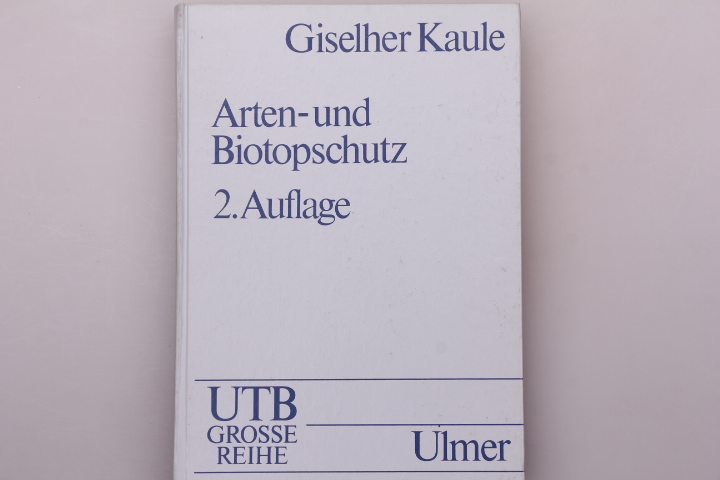 Giselher Kaule
Arten- und
Biotopschutz
2. Auflage
UTB
GROSSE
REIHE
Ulmer